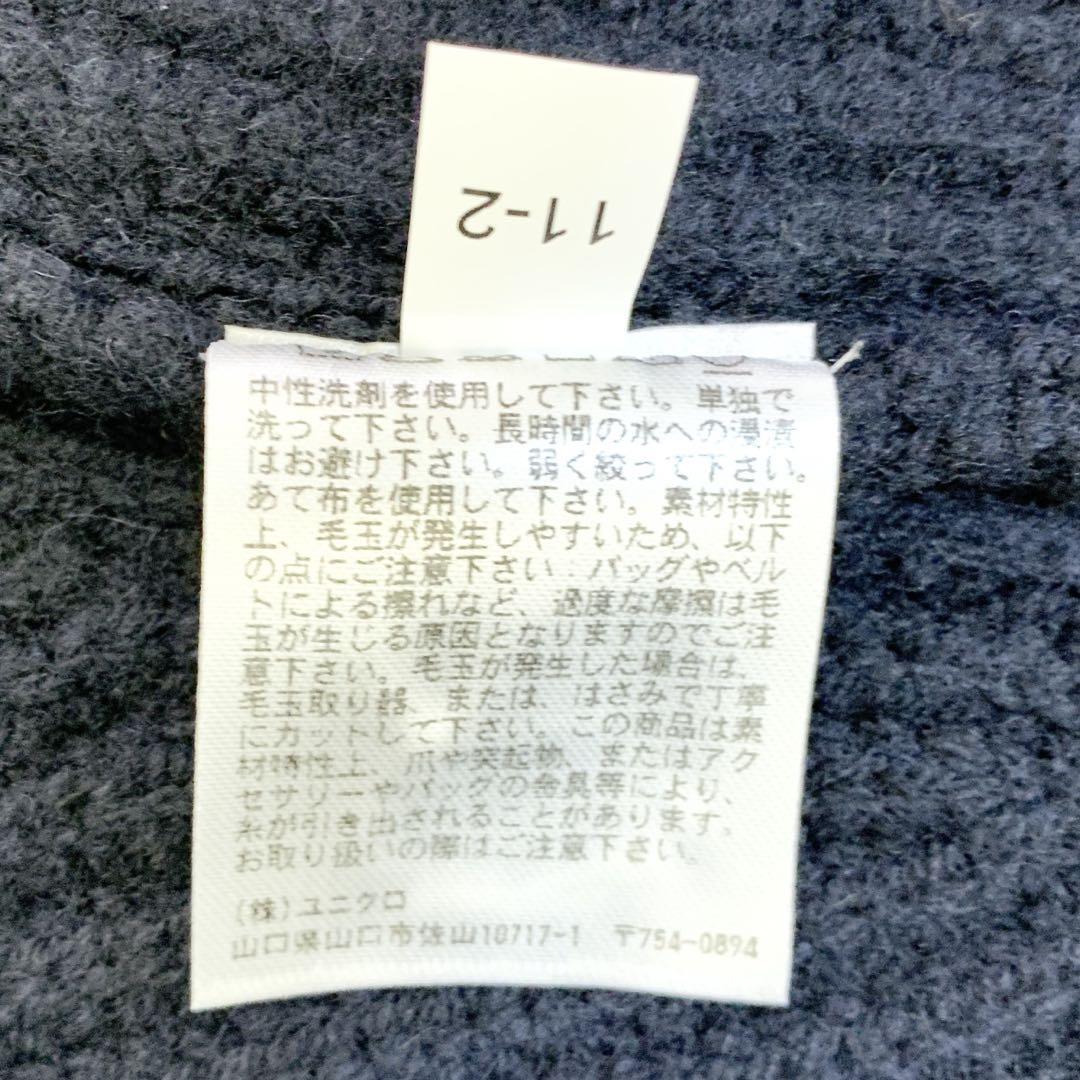 11-2
中性洗剤を使用して下さい。単独で
洗って下さい。長時間の水への浸漬
はお避け下さい。弱く絞って下さい。
あて布を使用して下さい。素材特性
上、毛玉が発生しやすいため、以下
の点にご注意下さい：バッグやベル
トによる擦れなど、過度な摩擦は毛
玉が生じる原因となりますのでご注
意下さい。毛玉が発生した場合は、
毛玉取り器、または、はさみで丁寧
にカットして下さい。この商品は素
材特性上、爪や突起物、またはアク
セサリーやバッグの金具等により、
糸が引き出されることがあります。
お取り扱いの際はご注意下さい。
(株)ユニクロ
山口県山口市佐山10717-1 〒754-0894